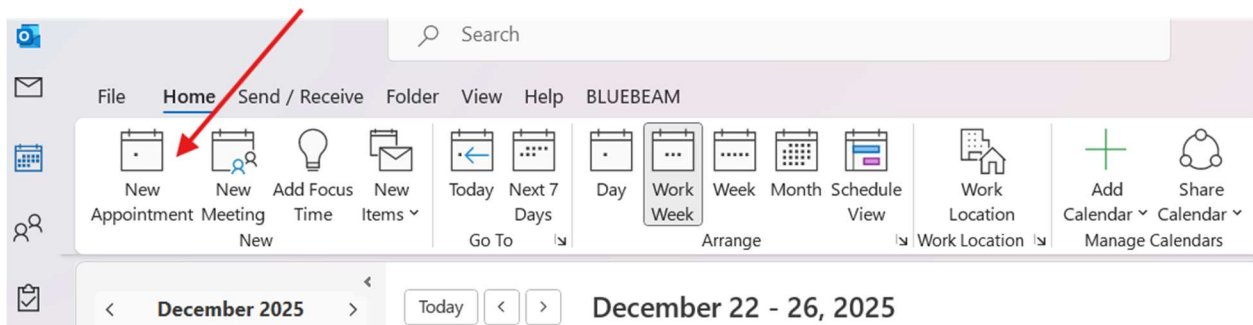 Search
File Home Send / Receive Folder View Help BLUEBEAM
New Appointment
New Meeting
Add Focus Time
New Items
New
Today
Next 7 Days
Go To
Day
Work Week
Week
Month
Schedule View
Arrange
Work Location
Work Location
Add Calendar
Share Calendar
Manage Calendars
December 2025
Today
December 22 - 26, 2025